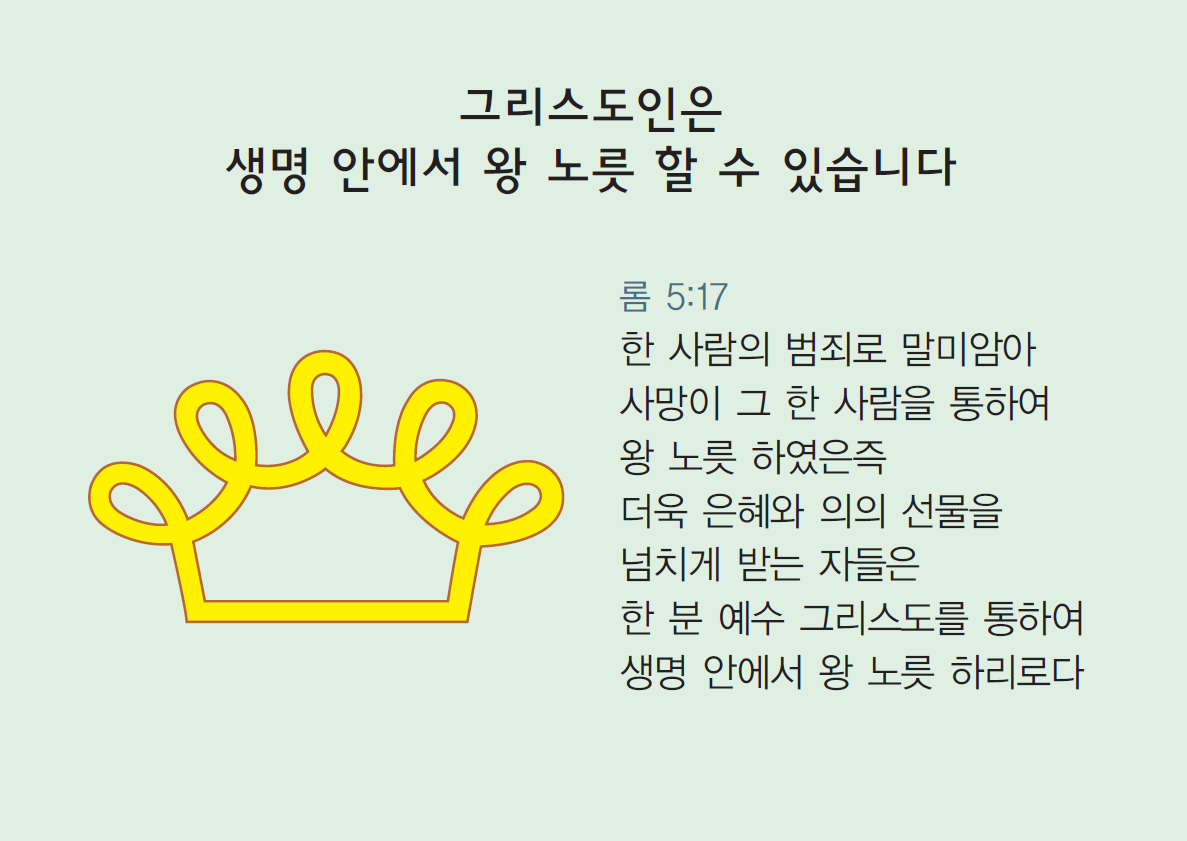 그리스도인은
생명 안에서 왕 노릇 할 수 있습니다
롬 5:17
한 사람의 범죄로 말미암아
사망이 그 한 사람을 통하여
왕 노릇 하였은즉
더욱 은혜와 의의 선물을
넘치게 받는 자들은
한 분 예수 그리스도를 통하여
생명 안에서 왕 노릇 하리로다